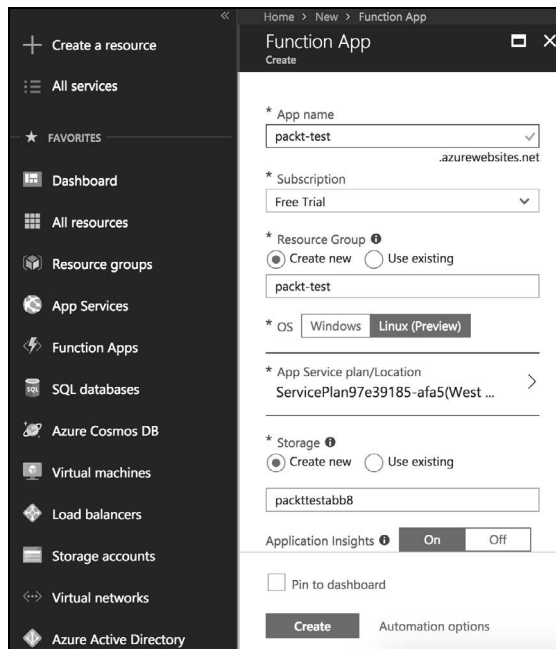 «
Create a resource
All services
FAVORITES
Dashboard
All resources
Resource groups
App Services
Function Apps
SQL databases
Azure Cosmos DB
Virtual machines
Load balancers
Storage accounts
Virtual networks
Azure Active Directory
Home > New > Function App
Function App
Create
* App name
packt-test
.azurewebsites.net
* Subscription
Free Trial
* Resource Group
Create new Use existing
packt-test
* OS Windows Linux (Preview)
* App Service plan/Location
ServicePlan97e39185-afa5(West ...
* Storage
Create new Use existing
packttestabb8
Application Insights On Off
Pin to dashboard
Create Automation options